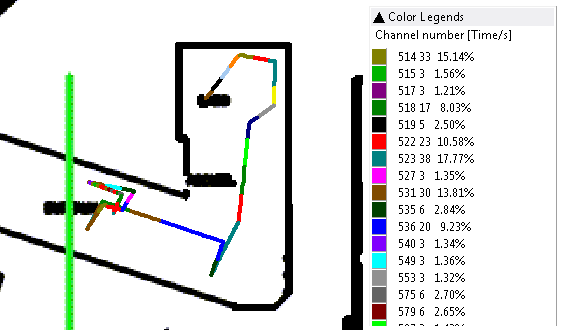 ▲ Color Legends
Channel number [Time/s]
514 33 15.14%
515 3 1.56%
517 3 1.21%
518 17 8.03%
519 5 2.50%
522 23 10.58%
523 38 17.77%
527 3 1.35%
531 30 13.81%
535 6 2.84%
536 20 9.23%
540 3 1.34%
549 3 1.36%
553 3 1.32%
575 6 2.70%
579 6 2.65%